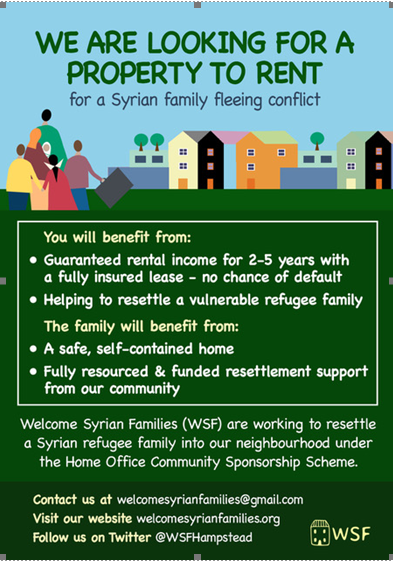 WE ARE LOOKING FOR A
PROPERTY TO RENT
for a Syrian family fleeing conflict
You will benefit from:
• Guaranteed rental income for 2-5 years with
a fully insured lease - no chance of default
• Helping to resettle a vulnerable refugee family
The family will benefit from:
• A safe, self-contained home
• Fully resourced & funded resettlement support
from our community
Welcome Syrian Families (WSF) are working to resettle
a Syrian refugee family into our neighbourhood under
the Home Office Community Sponsorship Scheme.
Contact us at welcomesyrianfamilies@gmail.com
Visit our website welcomesyrianfamilies.org
Follow us on Twitter @WSFHampstead
WSF